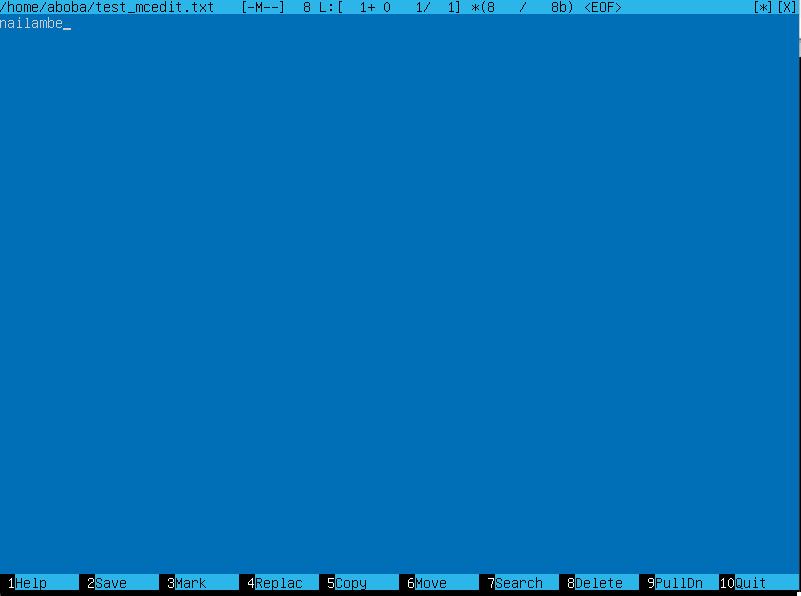 /home/aboba/test_mcedit.txt [-M--] 8 L:[ 1+ 0 1/ 1] *(8 / 8b) <EOF> [*][X]
nailambe_
1Help 2Save 3Mark 4Replac 5Copy 6Move 7Search 8Delete 9PullDn 10Quit